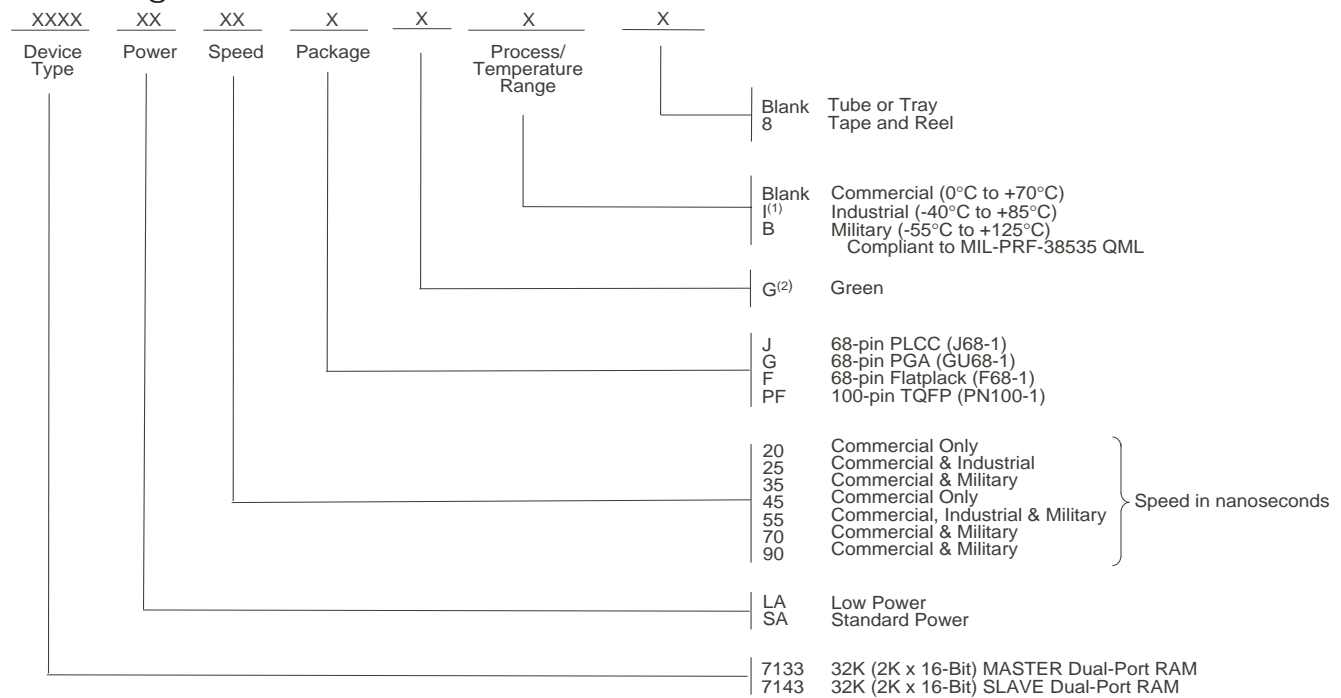 XXXX XX XX X X X X
Device Type Power Speed Package Process/ Temperature Range
Blank Tube or Tray
8 Tape and Reel
Blank Commercial (0°C to +70°C)
I(1) Industrial (-40°C to +85°C)
B Military (-55°C to +125°C)
Compliant to MIL-PRF-38535 QML
G(2) Green
J 68-pin PLCC (J68-1)
G 68-pin PGA (GU68-1)
F 68-pin Flatplack (F68-1)
PF 100-pin TQFP (PN100-1)
20 Commercial Only
25 Commercial & Industrial
35 Commercial & Military
45 Commercial Only
55 Commercial, Industrial & Military
70 Commercial & Military
90 Commercial & Military
Speed in nanoseconds
LA Low Power
SA Standard Power
7133 32K (2K x 16-Bit) MASTER Dual-Port RAM
7143 32K (2K x 16-Bit) SLAVE Dual-Port RAM